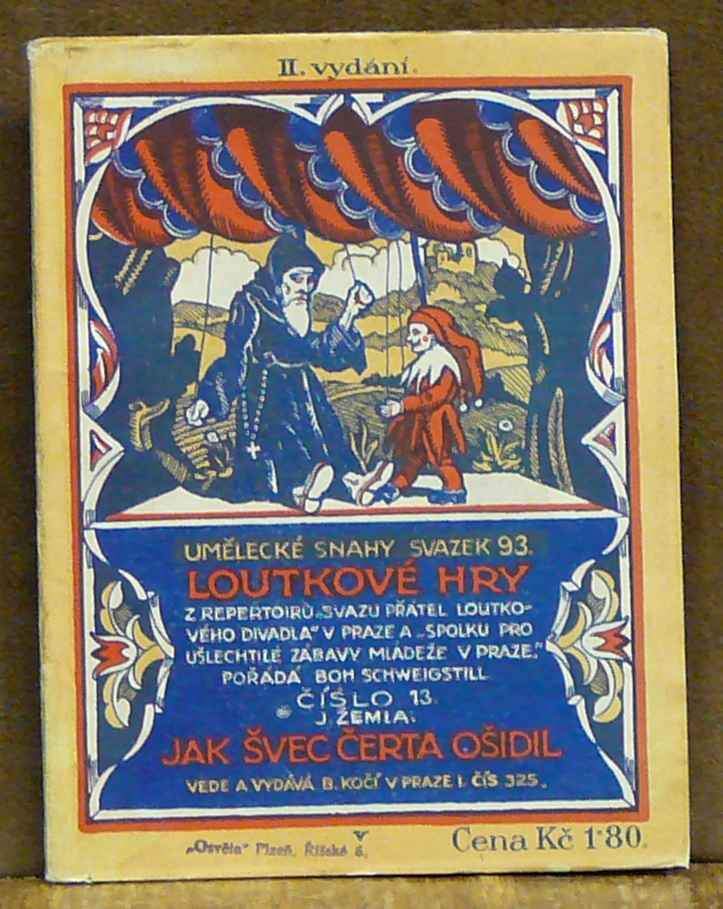 II. vydání.
UMĚLECKÉ SNAHY SVAZEK 93.
LOUTKOVÉ HRY
Z REPERTOIRU „SVAZU PŘÁTEL LOUTKO-
VÉHO DIVADLA“ V PRAZE A „SPOLKU PRO
UŠLECHTILÉ ZÁBAVY MLÁDEŽE V PRAZE.“
POŘÁDÁ BOH SCHWEIGSTILL
ČÍSLO 13.
J. ŽEMLA:
JAK ŠVEC ČERTA OŠIDIL
VEDE A VYDÁVÁ B. KOČÍ V PRAZE I. ČÍS 325.
„Osvěta“ Plzeň, Říšské
Cena Kč 1·80.